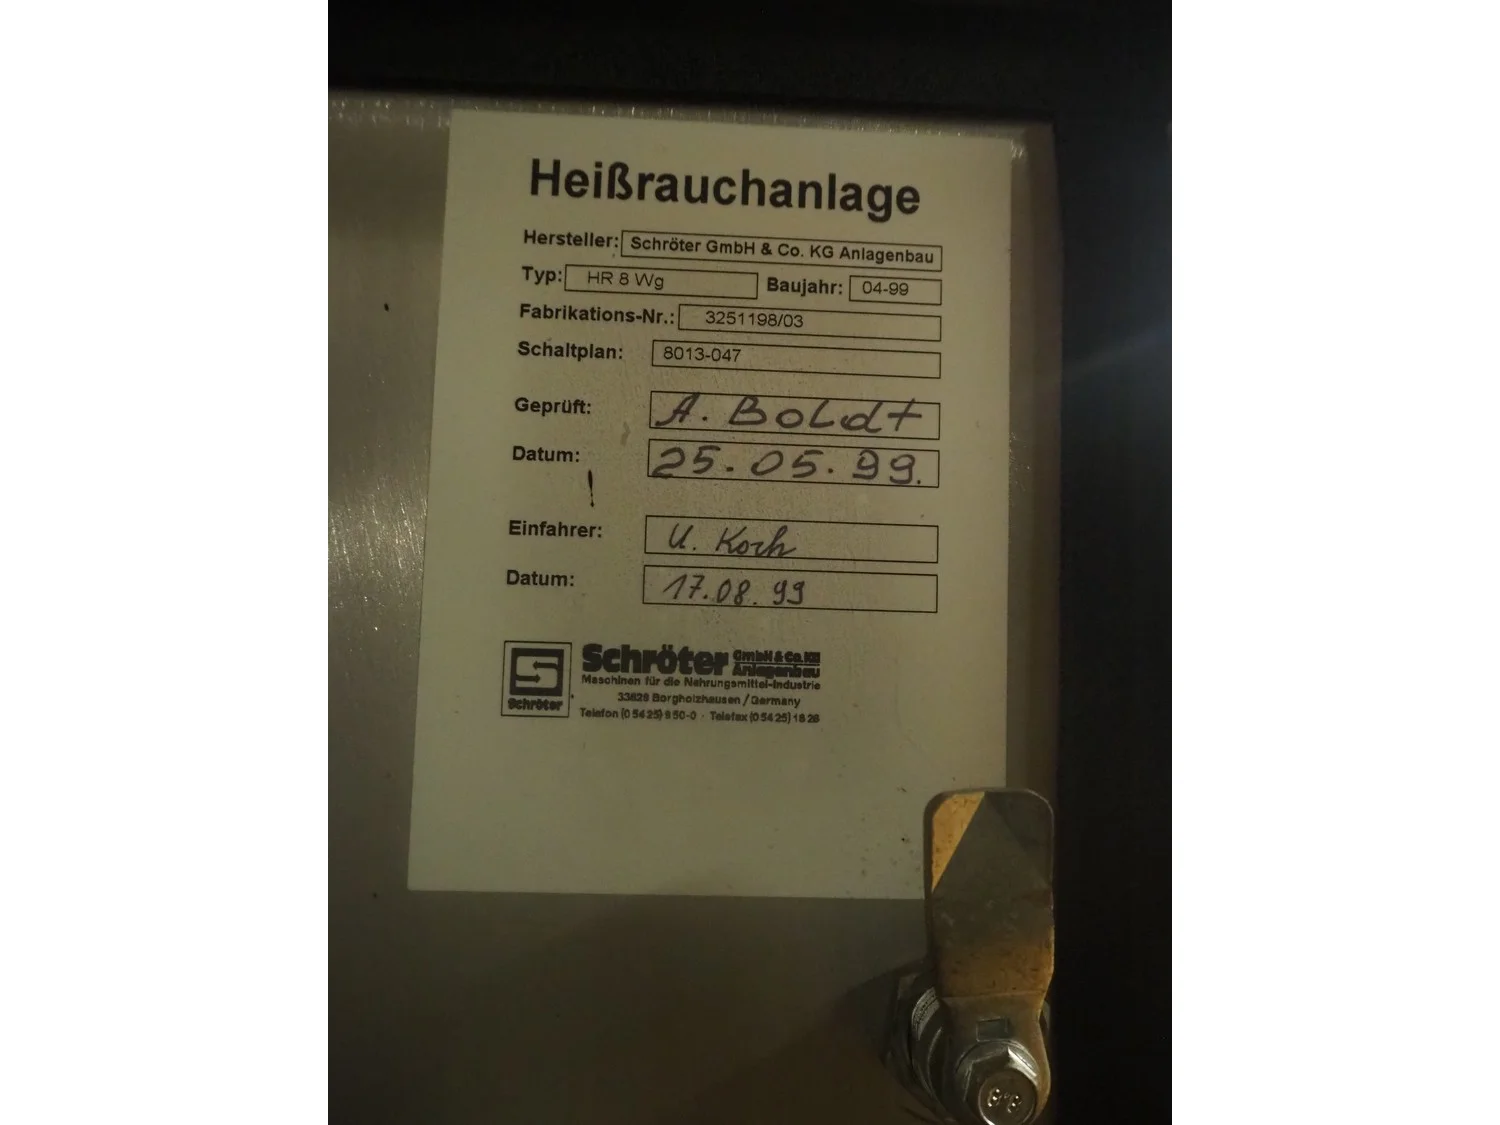 Heißrauchanlage
Hersteller: Schröter GmbH & Co. KG Anlagenbau
Typ: HR 8 Wg Baujahr: 04-99
Fabrikations-Nr.: 3251198/03
Schaltplan: 8013-047
Geprüft: A. Boldt
Datum: 25.05.99.
Einfahrer: U. Koch
Datum: 17.08.99
Schröter
Schröter GmbH & Co. KG Anlagenbau
Maschinen für die Nahrungsmittel-Industrie
33829 Borgholzhausen / Germany
Telefon (0 54 25) 9 50-0 · Telefax (0 54 25) 18 26